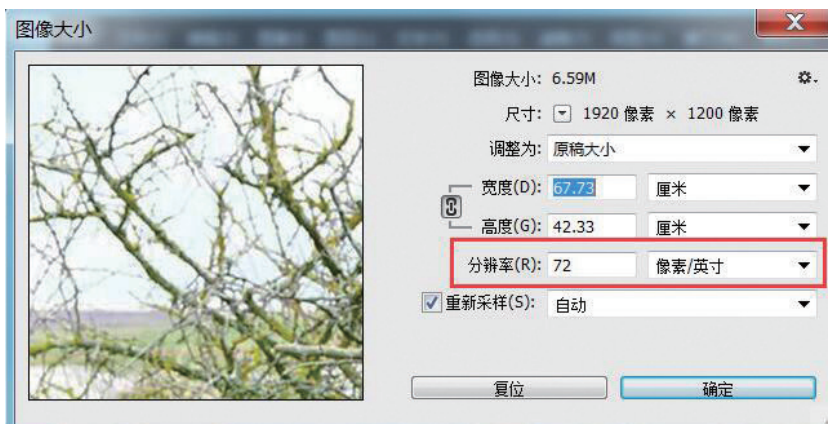 图像大小
图像大小: 6.59M
尺寸: 1920 像素 × 1200 像素
调整为: 原稿大小
宽度(D): 67.73 厘米
高度(G): 42.33 厘米
分辨率(R): 72 像素/英寸
重新采样(S): 自动
复位 确定